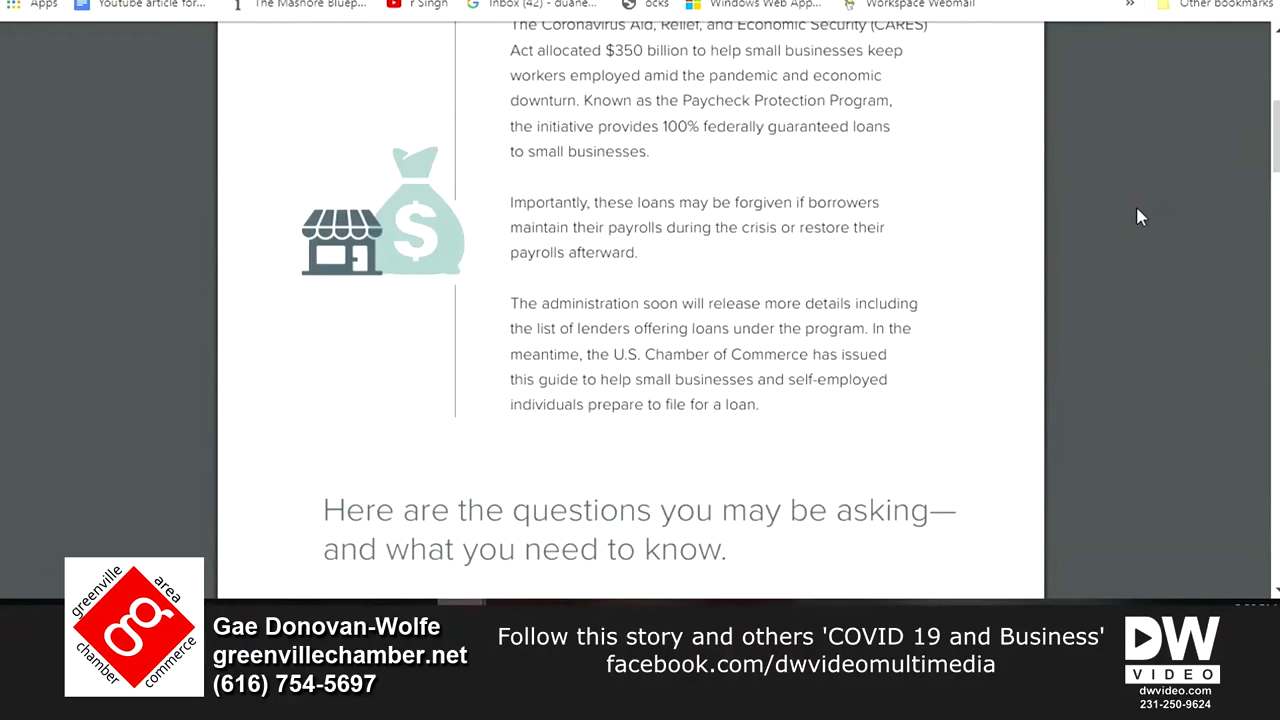 Apps
Youtube article for...
The Mashore Bluep...
r Singh
Inbox (42) - duane...
ocks
Windows Web App...
Workspace Webmail
»
Other bookmarks
The Coronavirus Aid, Relief, and Economic Security (CARES)
Act allocated $350 billion to help small businesses keep
workers employed amid the pandemic and economic
downturn. Known as the Paycheck Protection Program,
the initiative provides 100% federally guaranteed loans
to small businesses.
$
Importantly, these loans may be forgiven if borrowers
maintain their payrolls during the crisis or restore their
payrolls afterward.
The administration soon will release more details including
the list of lenders offering loans under the program. In the
meantime, the U.S. Chamber of Commerce has issued
this guide to help small businesses and self-employed
individuals prepare to file for a loan.
Here are the questions you may be asking—
and what you need to know.
greenville area
gg
chamber commerce
Gae Donovan-Wolfe
greenvillechamber.net
(616) 754-5697
Follow this story and others 'COVID 19 and Business'
facebook.com/dwvideomultimedia
DW
VIDEO
dwvideo.com
231-250-9624